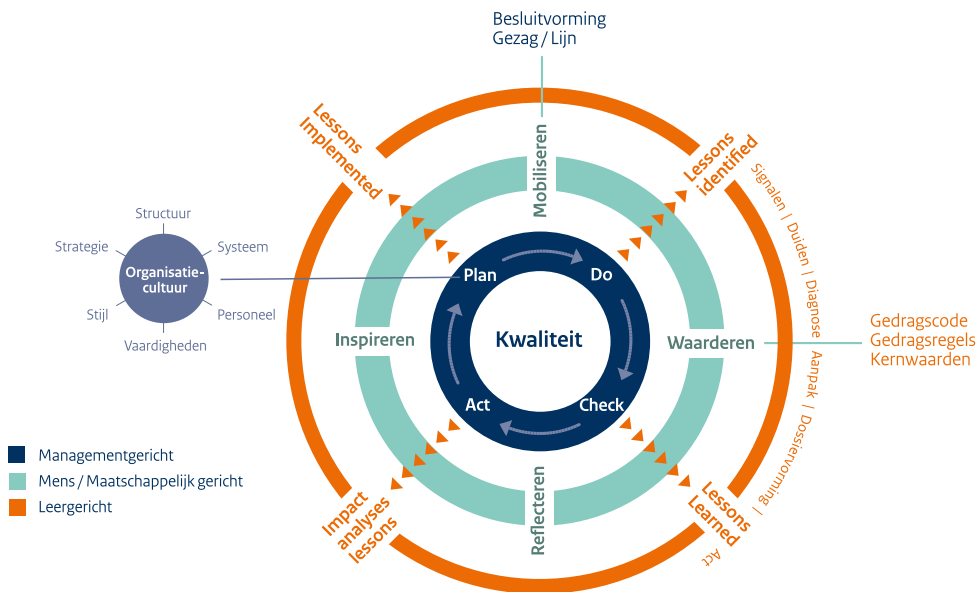 Besluitvorming
Gezag / Lijn
Lessons
Implemented
Mobiliseren
Lessons
identified
Signalen | Duiden | Diagnose Aanpak | Dossiervorming |
Act
Structuur
Strategie
Systeem
Organisatie-
cultuur
Stijl
Personeel
Vaardigheden
Plan
Do
Inspireren
Kwaliteit
Waarderen
Gedragscode
Gedragsregels
Kernwaarden
Act
Check
Managementgericht
Mens / Maatschappelijk gericht
Leergericht
Impact
analyses
lessons
Reflecteren
Lessons
Learned